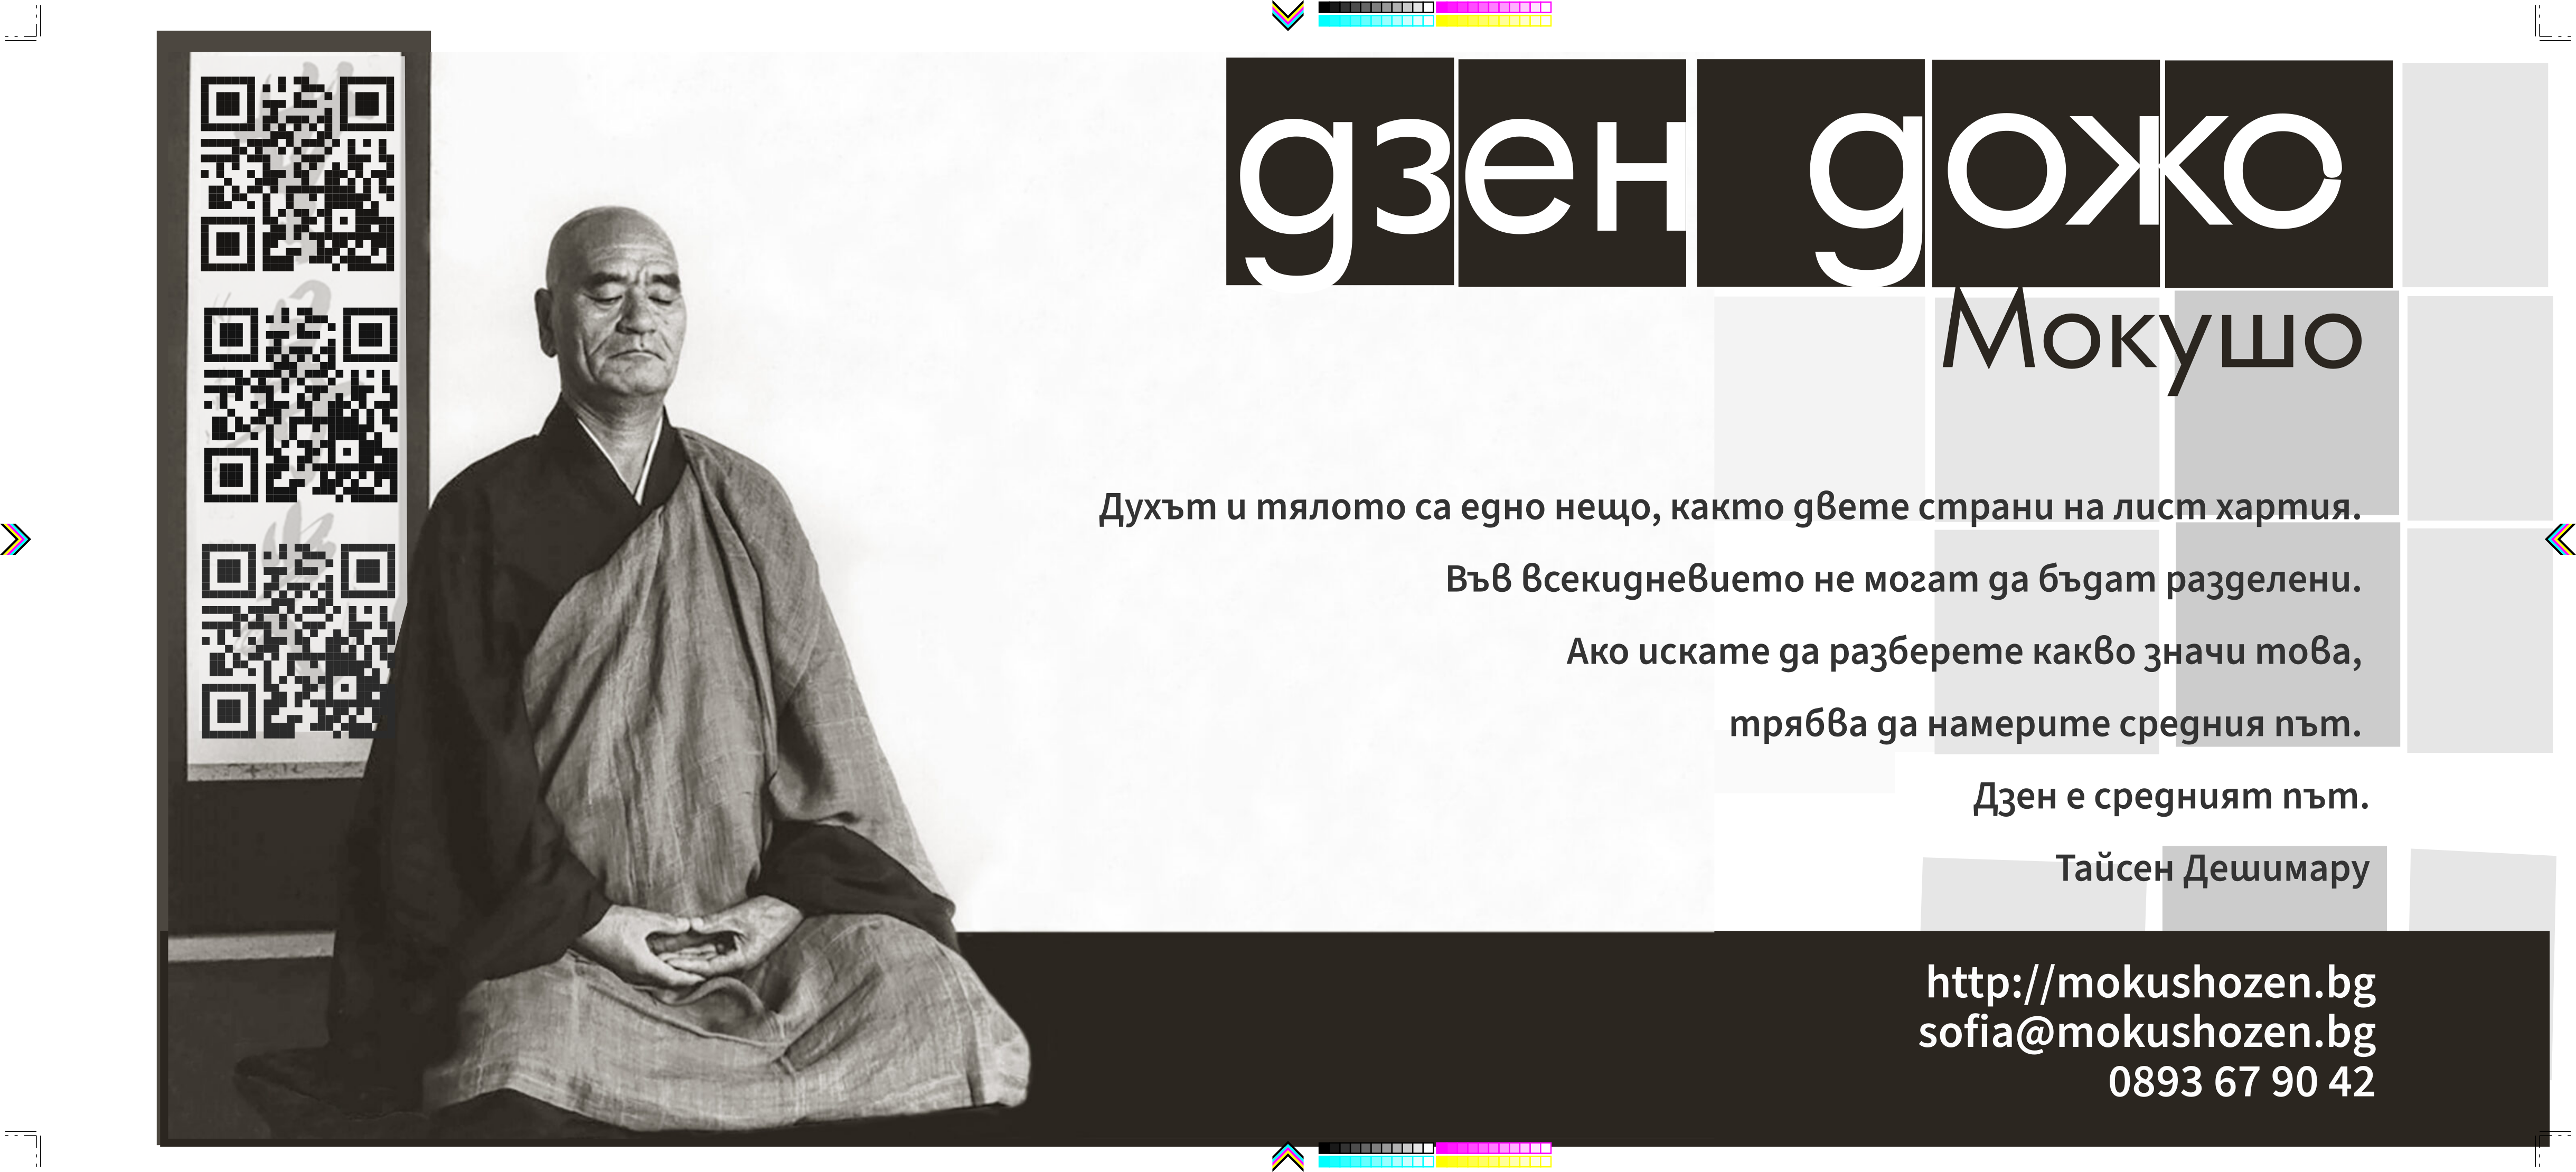 дзен дожо
Мокушо
Духът и тялото са едно нещо, както двете страни на лист хартия.
Във всекидневието не могат да бъдат разделени.
Ако искате да разберете какво значи това,
трябва да намерите средния път.
Дзен е средният път.
Тайсен Дешимару
http://mokushozen.bg
sofia@mokushozen.bg
0893 67 90 42